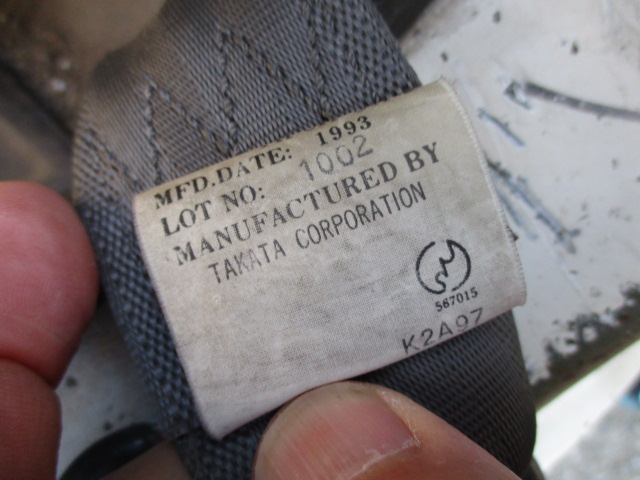 MFD.DATE: 1993
LOT NO: 1002
MANUFACTURED BY
TAKATA CORPORATION
567015
K2A97